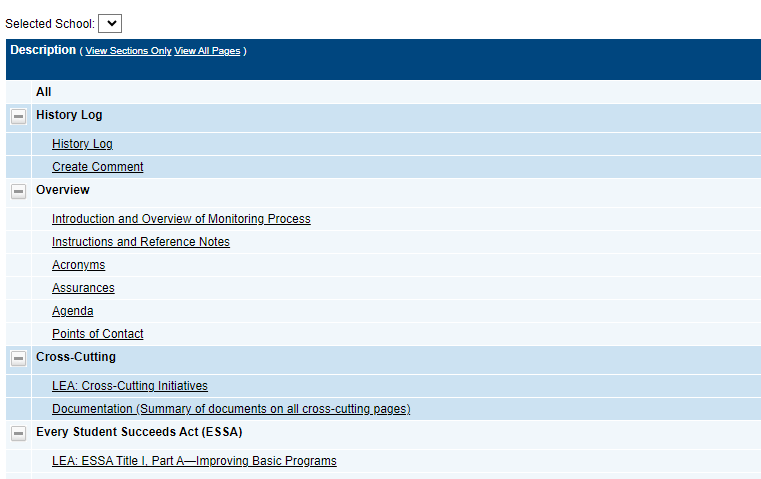 Selected School:
Description ( View Sections Only View All Pages )
All
History Log
History Log
Create Comment
Overview
Introduction and Overview of Monitoring Process
Instructions and Reference Notes
Acronyms
Assurances
Agenda
Points of Contact
Cross-Cutting
LEA: Cross-Cutting Initiatives
Documentation (Summary of documents on all cross-cutting pages)
Every Student Succeeds Act (ESSA)
LEA: ESSA Title I, Part A—Improving Basic Programs